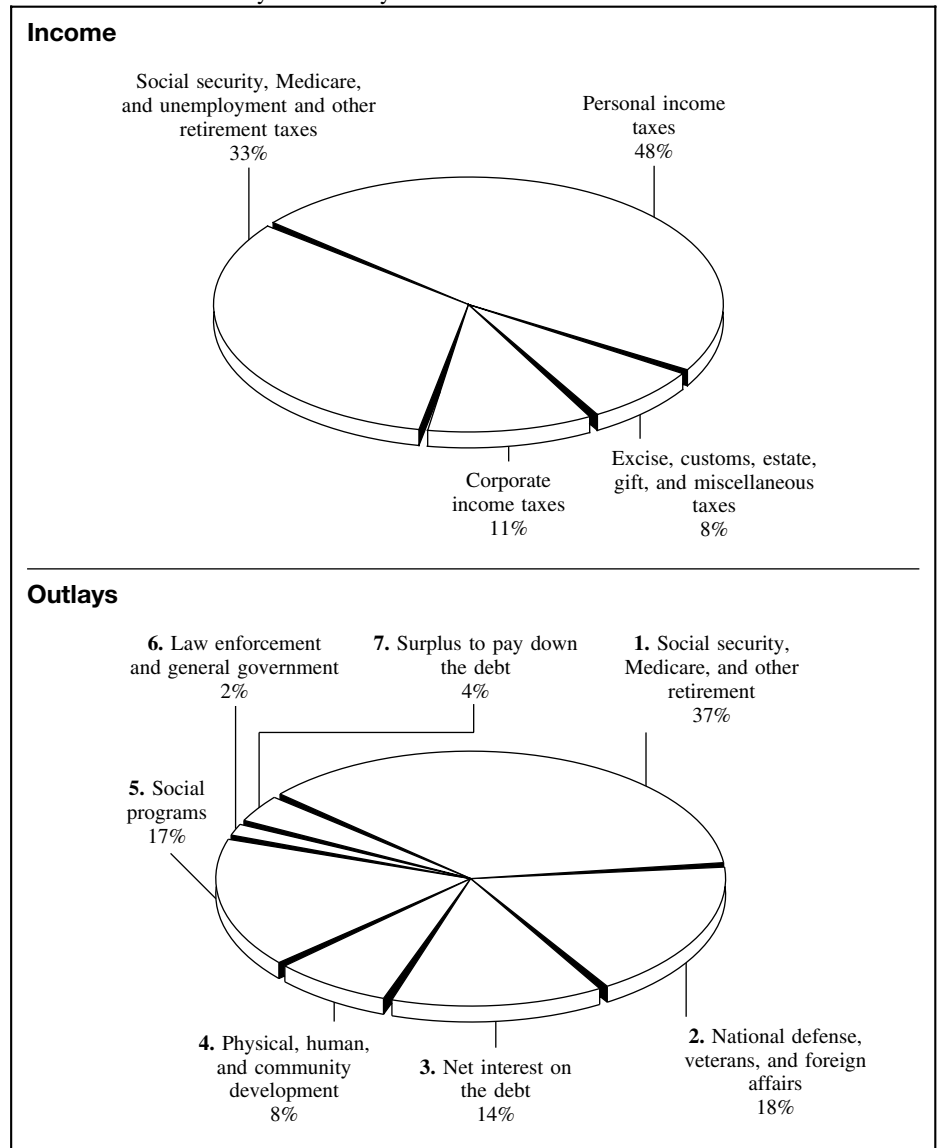 Income
Social security, Medicare,
and unemployment and other
retirement taxes
33%
Personal income
taxes
48%
Corporate
income taxes
11%
Excise, customs, estate,
gift, and miscellaneous
taxes
8%
Outlays
6. Law enforcement
and general government
2%
7. Surplus to pay down
the debt
4%
1. Social security,
Medicare, and other
retirement
37%
5. Social
programs
17%
4. Physical, human,
and community
development
8%
3. Net interest on
the debt
14%
2. National defense,
veterans, and foreign
affairs
18%